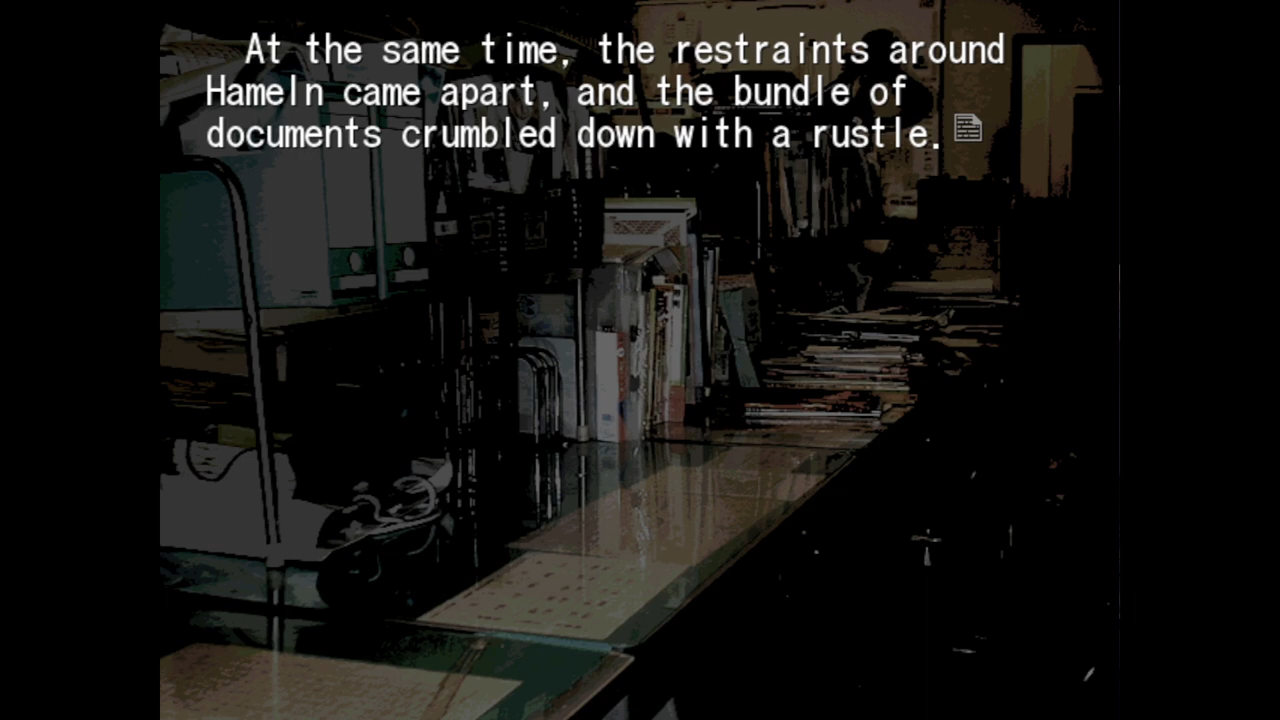 At the same time, the restraints around
Hameln came apart, and the bundle of
documents crumbled down with a rustle.